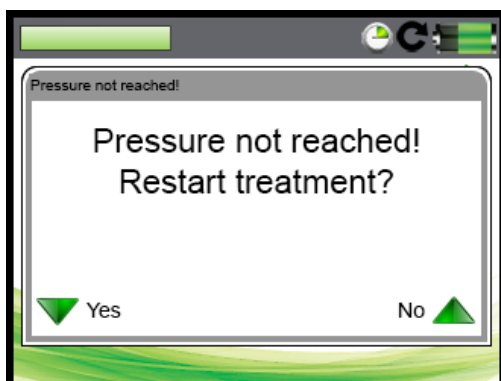 Pressure not reached!
Pressure not reached!
Restart treatment?
Yes
No